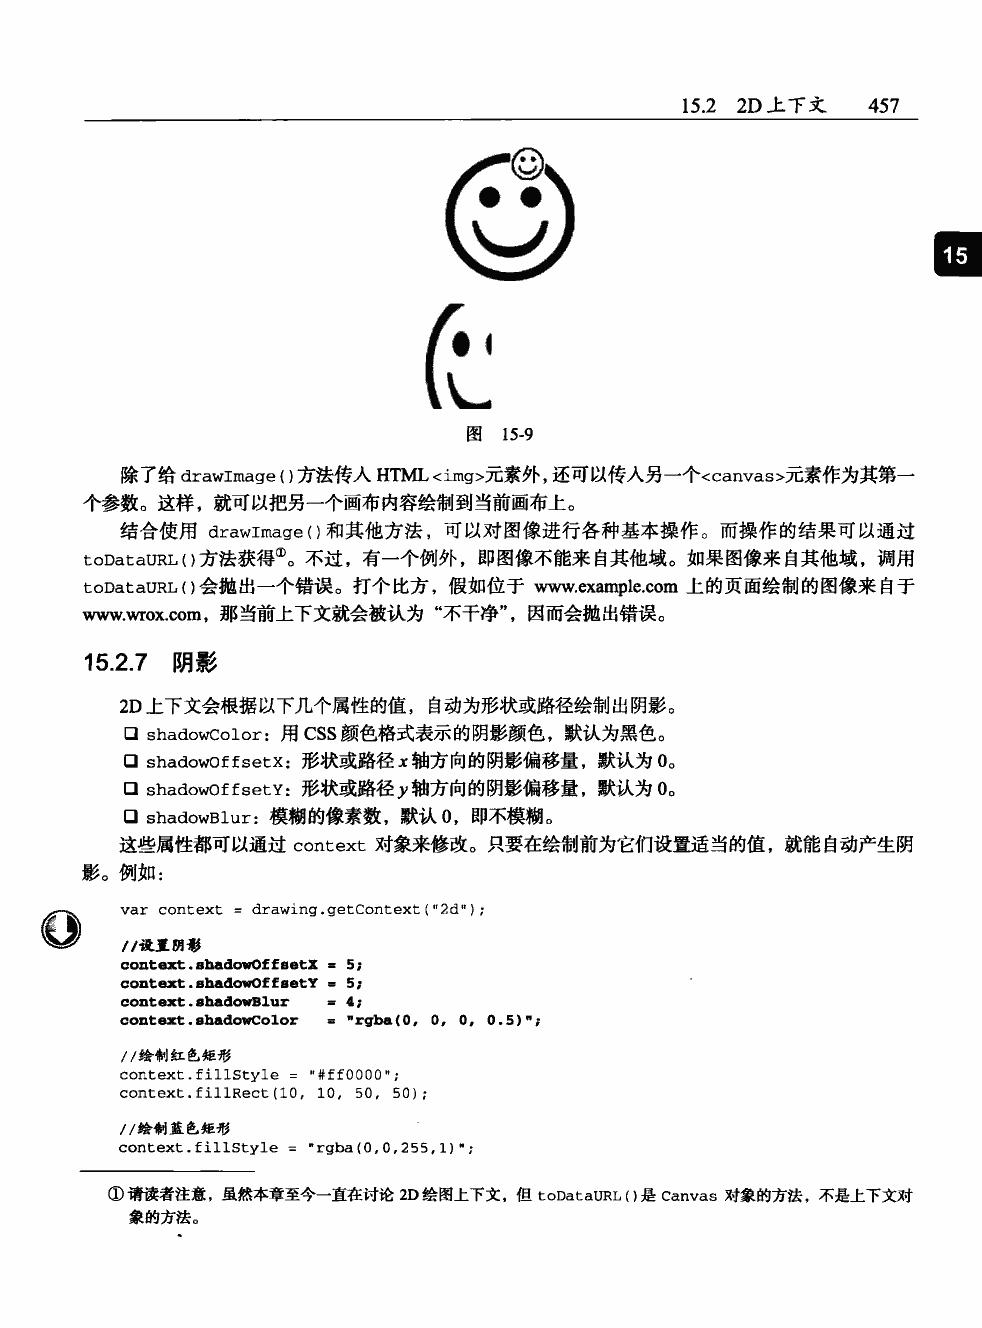 15.2 2D上下文 457
15
图 15-9
除了给 drawImage()方法传入 HTML <img>元素外,还可以传入另一个<canvas>元素作为其第一
个参数。这样，就可以把另一个画布内容绘制到当前画布上。
结合使用 drawImage()和其他方法，可以对图像进行各种基本操作。而操作的结果可以通过
toDataURL()方法获得①。不过，有一个例外，即图像不能来自其他域。如果图像来自其他域，调用
toDataURL()会抛出一个错误。打个比方，假如位于 www.example.com 上的页面绘制的图像来自于
www.wrox.com，那当前上下文就会被认为“不干净”，因而会抛出错误。
15.2.7 阴影
2D 上下文会根据以下几个属性的值，自动为形状或路径绘制出阴影。
❑ shadowColor：用 CSS 颜色格式表示的阴影颜色，默认为黑色。
❑ shadowOffsetX：形状或路径 x 轴方向的阴影偏移量，默认为 0。
❑ shadowOffsetY：形状或路径 y 轴方向的阴影偏移量，默认为 0。
❑ shadowBlur：模糊的像素数，默认 0，即不模糊。
这些属性都可以通过 context 对象来修改。只要在绘制前为它们设置适当的值，就能自动产生阴
影。例如：
var context = drawing.getContext("2d");
//设置阴影
context.shadowOffsetX = 5;
context.shadowOffsetY = 5;
context.shadowBlur = 4;
context.shadowColor = "rgba(0, 0, 0, 0.5)";
//绘制红色矩形
context.fillStyle = "#ff0000";
context.fillRect(10, 10, 50, 50);
//绘制蓝色矩形
context.fillStyle = "rgba(0,0,255,1)";
① 请读者注意，虽然本章至今一直在讨论 2D 绘图上下文，但 toDataURL()是 Canvas 对象的方法，不是上下文对
象的方法。